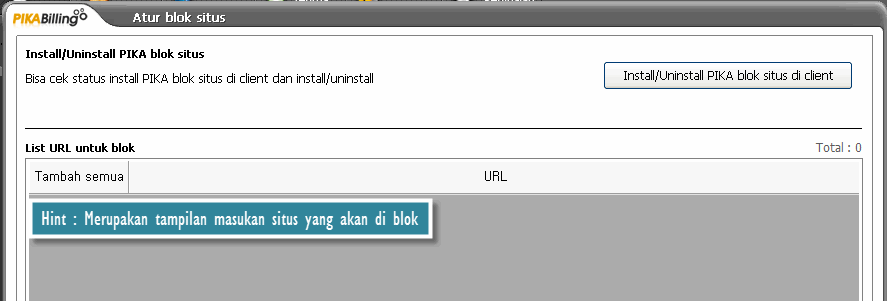 PIKABilling Atur blok situs
Install/Uninstall PIKA blok situs
Bisa cek status install PIKA blok situs di client dan install/uninstall
Install/Uninstall PIKA blok situs di client
List URL untuk blok
Total : 0
Tambah semua
URL
Hint : Merupakan tampilan masukan situs yang akan di blok